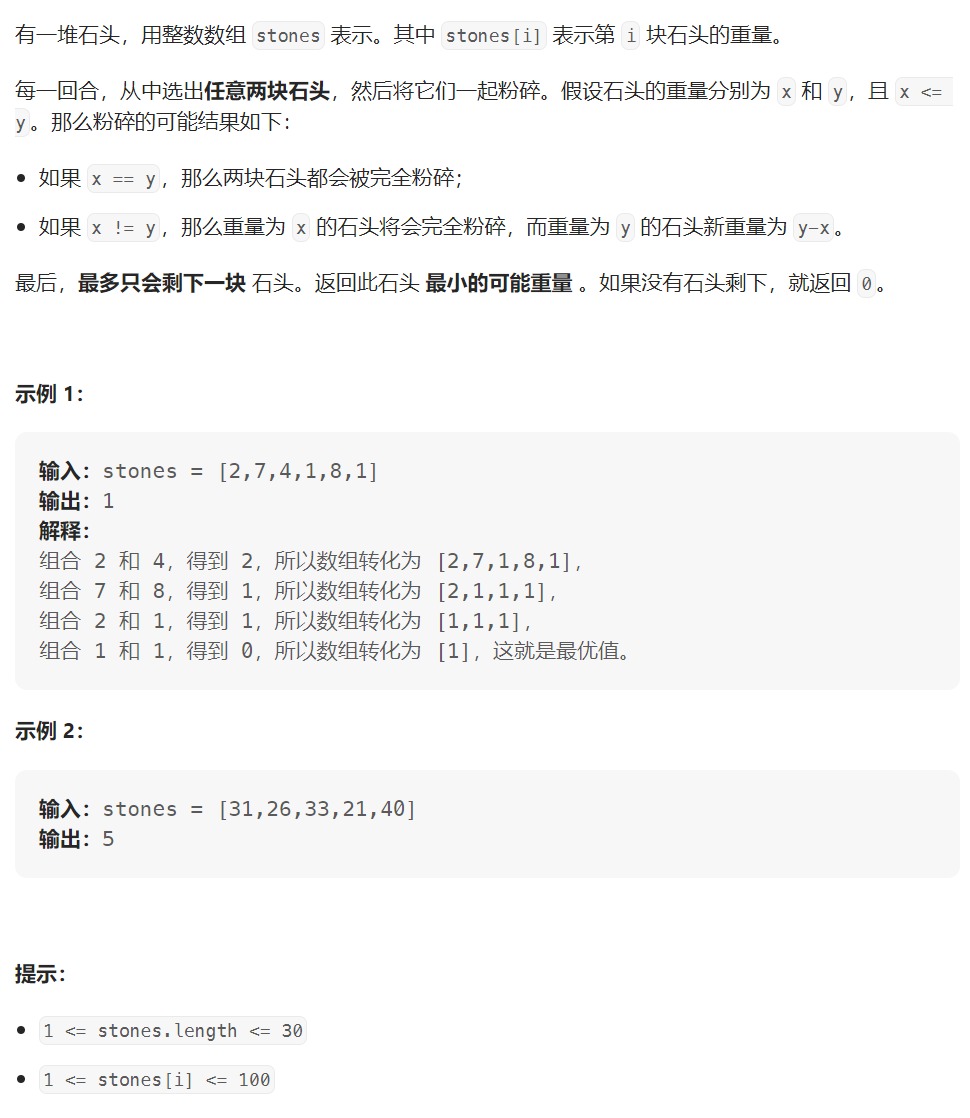 有一堆石头，用整数数组 stones 表示。其中 stones[i] 表示第 i 块石头的重量。
每一回合，从中选出任意两块石头，然后将它们一起粉碎。假设石头的重量分别为 x 和 y，且 x <=
y。那么粉碎的可能结果如下：
• 如果 x == y，那么两块石头都会被完全粉碎；
• 如果 x != y，那么重量为 x 的石头将会完全粉碎，而重量为 y 的石头新重量为 y-x。
最后，最多只会剩下一块 石头。返回此石头 最小的可能重量 。如果没有石头剩下，就返回 0。
示例 1：
输入：stones = [2,7,4,1,8,1]
输出：1
解释：
组合 2 和 4，得到 2，所以数组转化为 [2,7,1,8,1]，
组合 7 和 8，得到 1，所以数组转化为 [2,1,1,1]，
组合 2 和 1，得到 1，所以数组转化为 [1,1,1]，
组合 1 和 1，得到 0，所以数组转化为 [1]，这就是最优值。
示例 2：
输入：stones = [31,26,33,21,40]
输出：5
提示：
• 1 <= stones.length <= 30
• 1 <= stones[i] <= 100